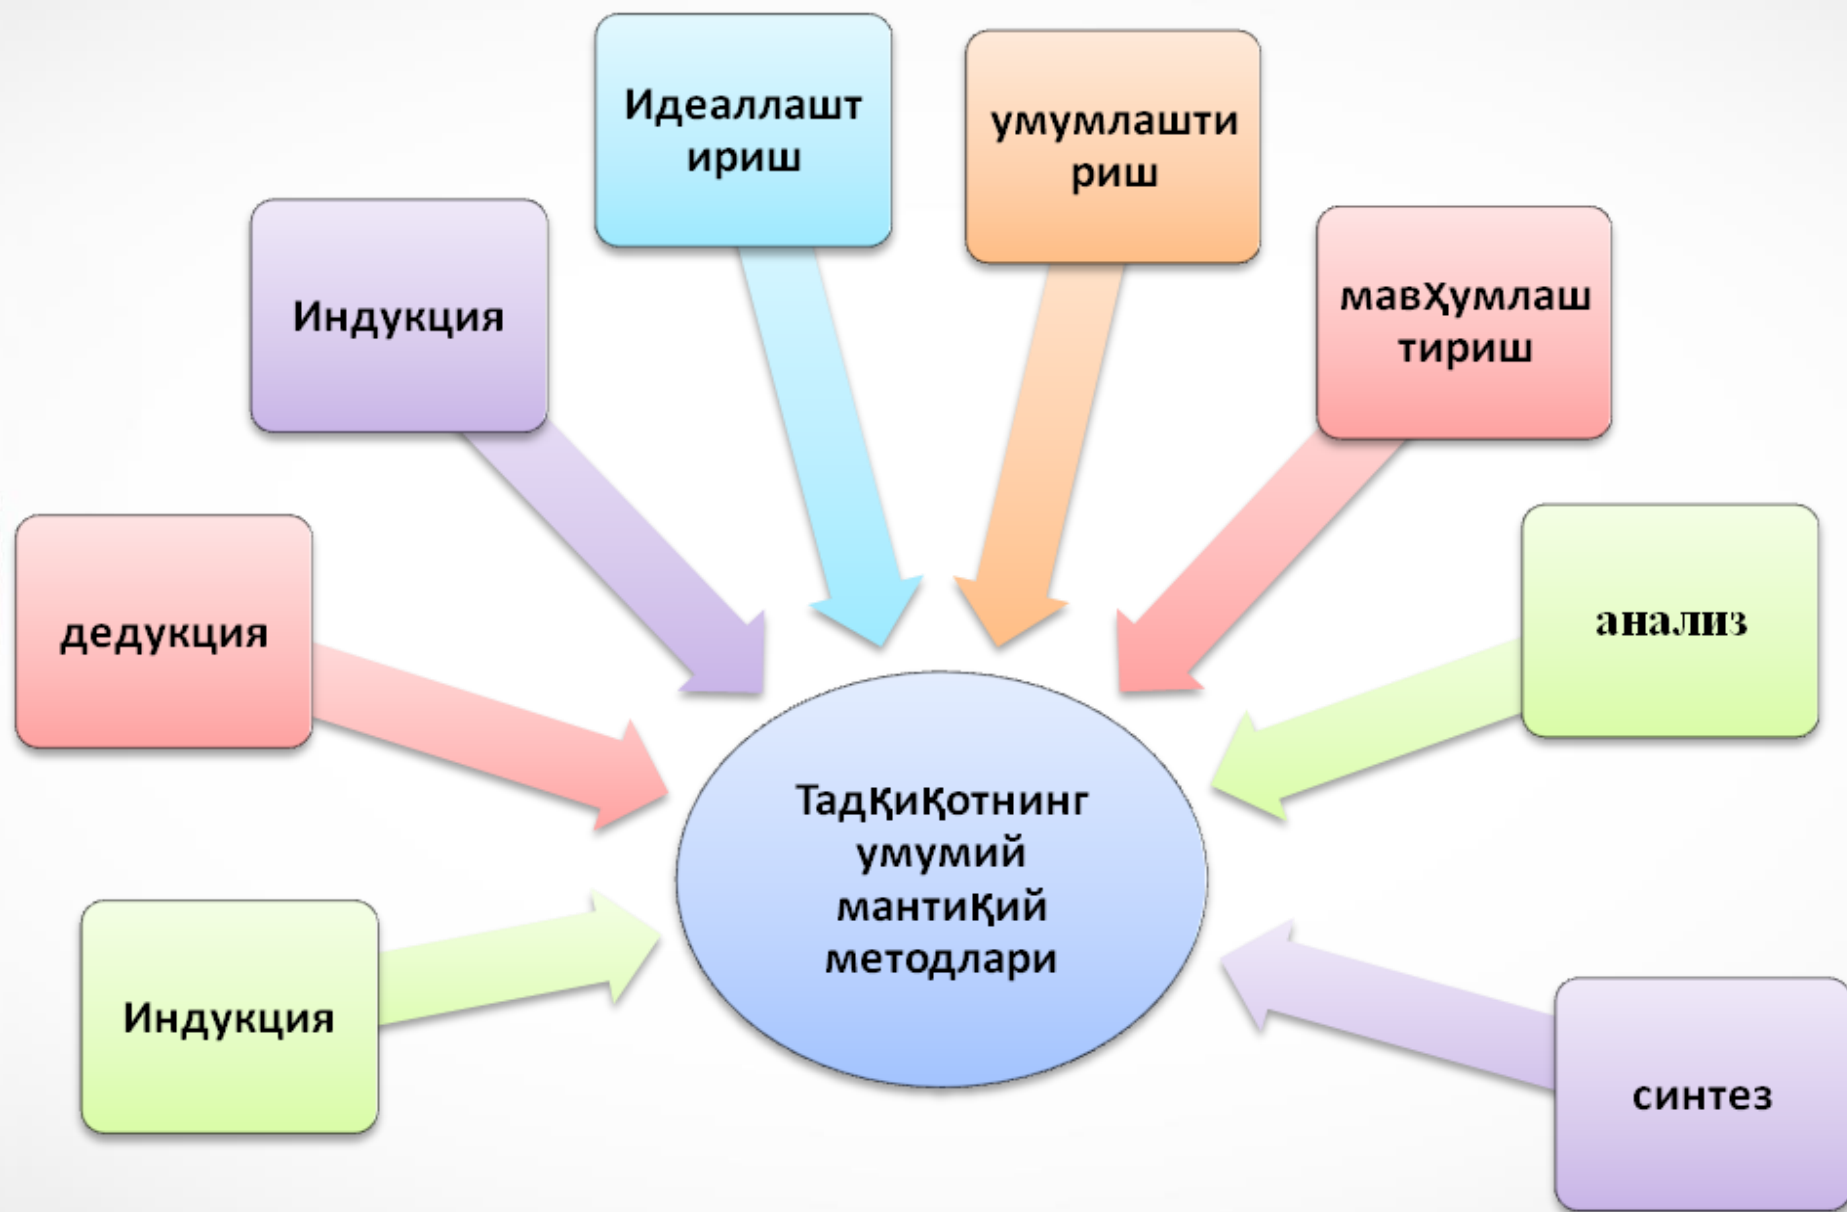 Идеаллашт
ириш
умумлашти
риш
Индукция
мавҳумлаш
тириш
дедукция
анализ
Тадқиқотнинг
умумий
мантиқий
методлари
Индукция
синтез